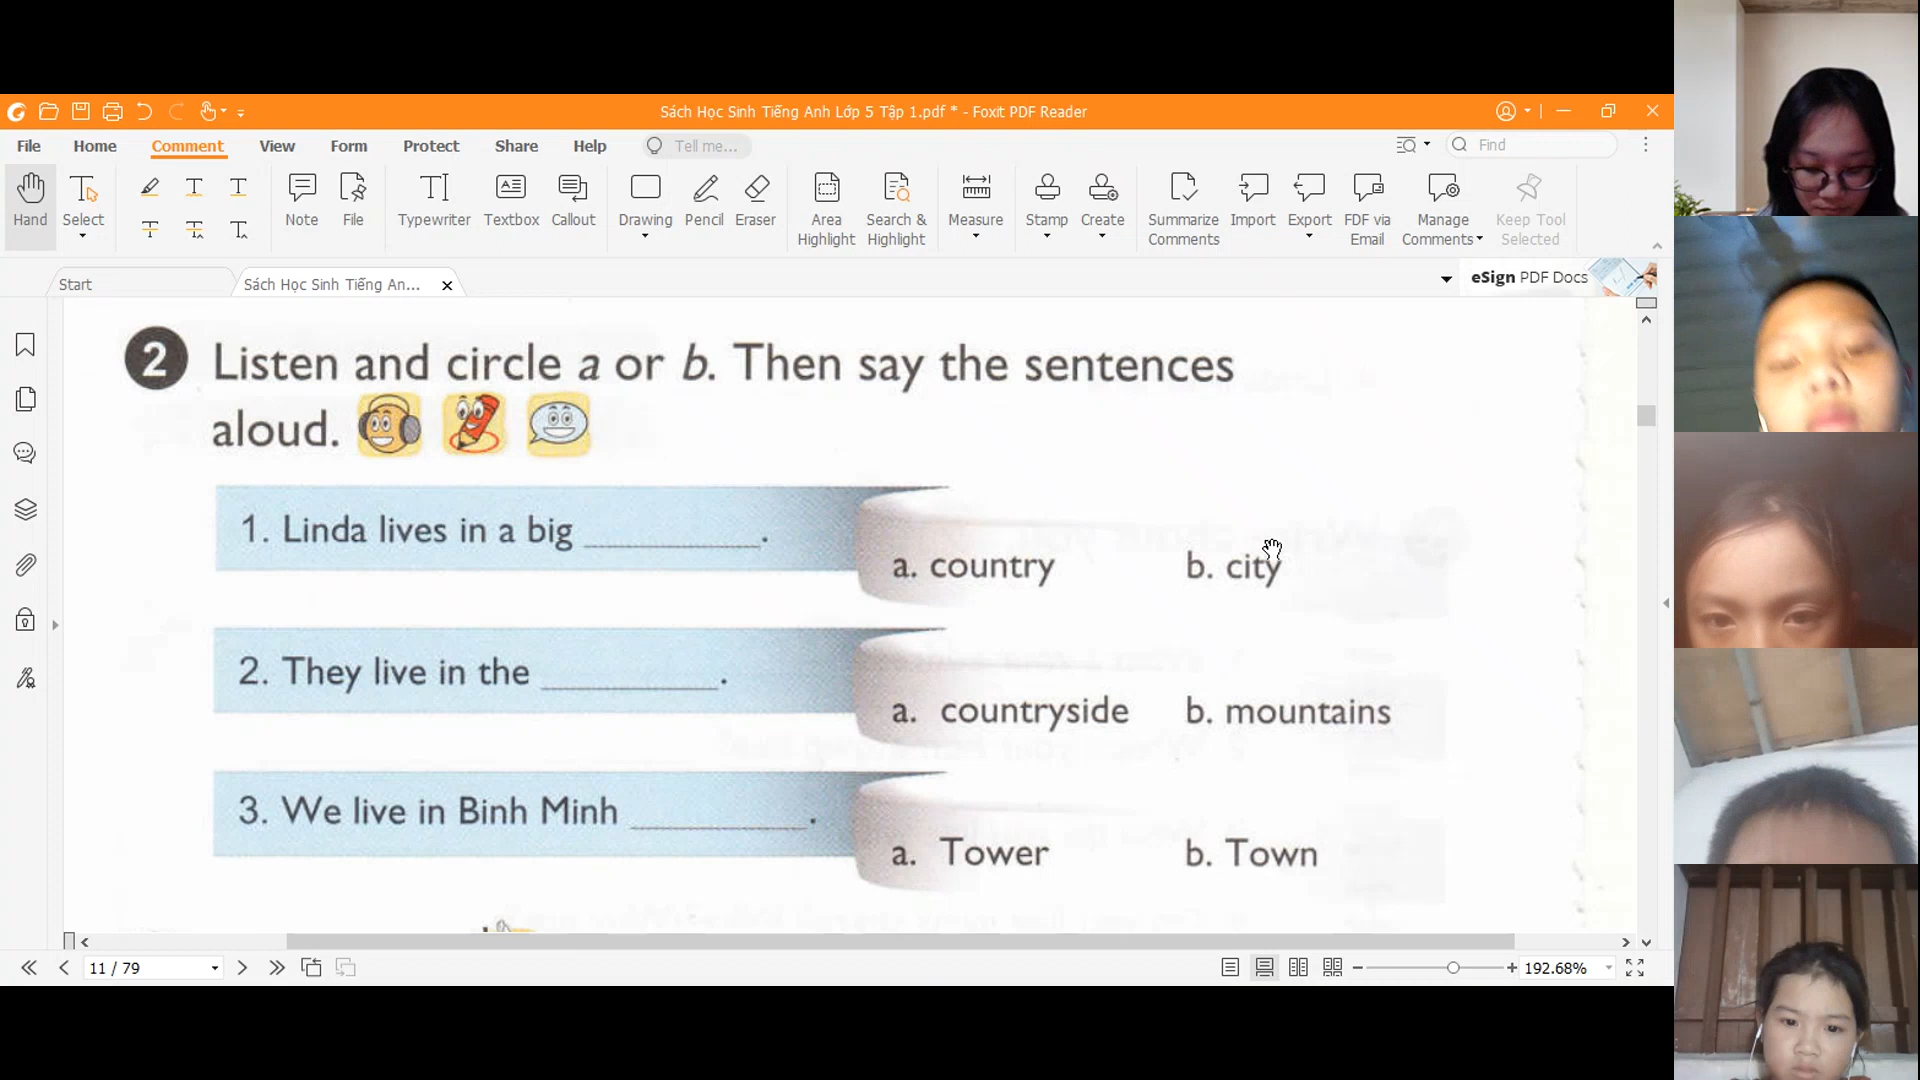 Sách Học Sinh Tiếng Anh Lớp 5 Tập 1.pdf * - Foxit PDF Reader
File Home Comment View Form Protect Share Help Tell me... Find
Hand Select Note File Typewriter Textbox Callout Drawing Pencil Eraser Area Highlight Search & Highlight Measure Stamp Create Summarize Comments Import Export FDF via Email Manage Comments Keep Tool Selected
Start Sách Học Sinh Tiếng An... eSign PDF Docs
2 Listen and circle a or b. Then say the sentences
aloud.
1. Linda lives in a big __________.
a. country b. city
2. They live in the __________.
a. countryside b. mountains
3. We live in Binh Minh __________.
a. Tower b. Town
11 / 79 192.68%